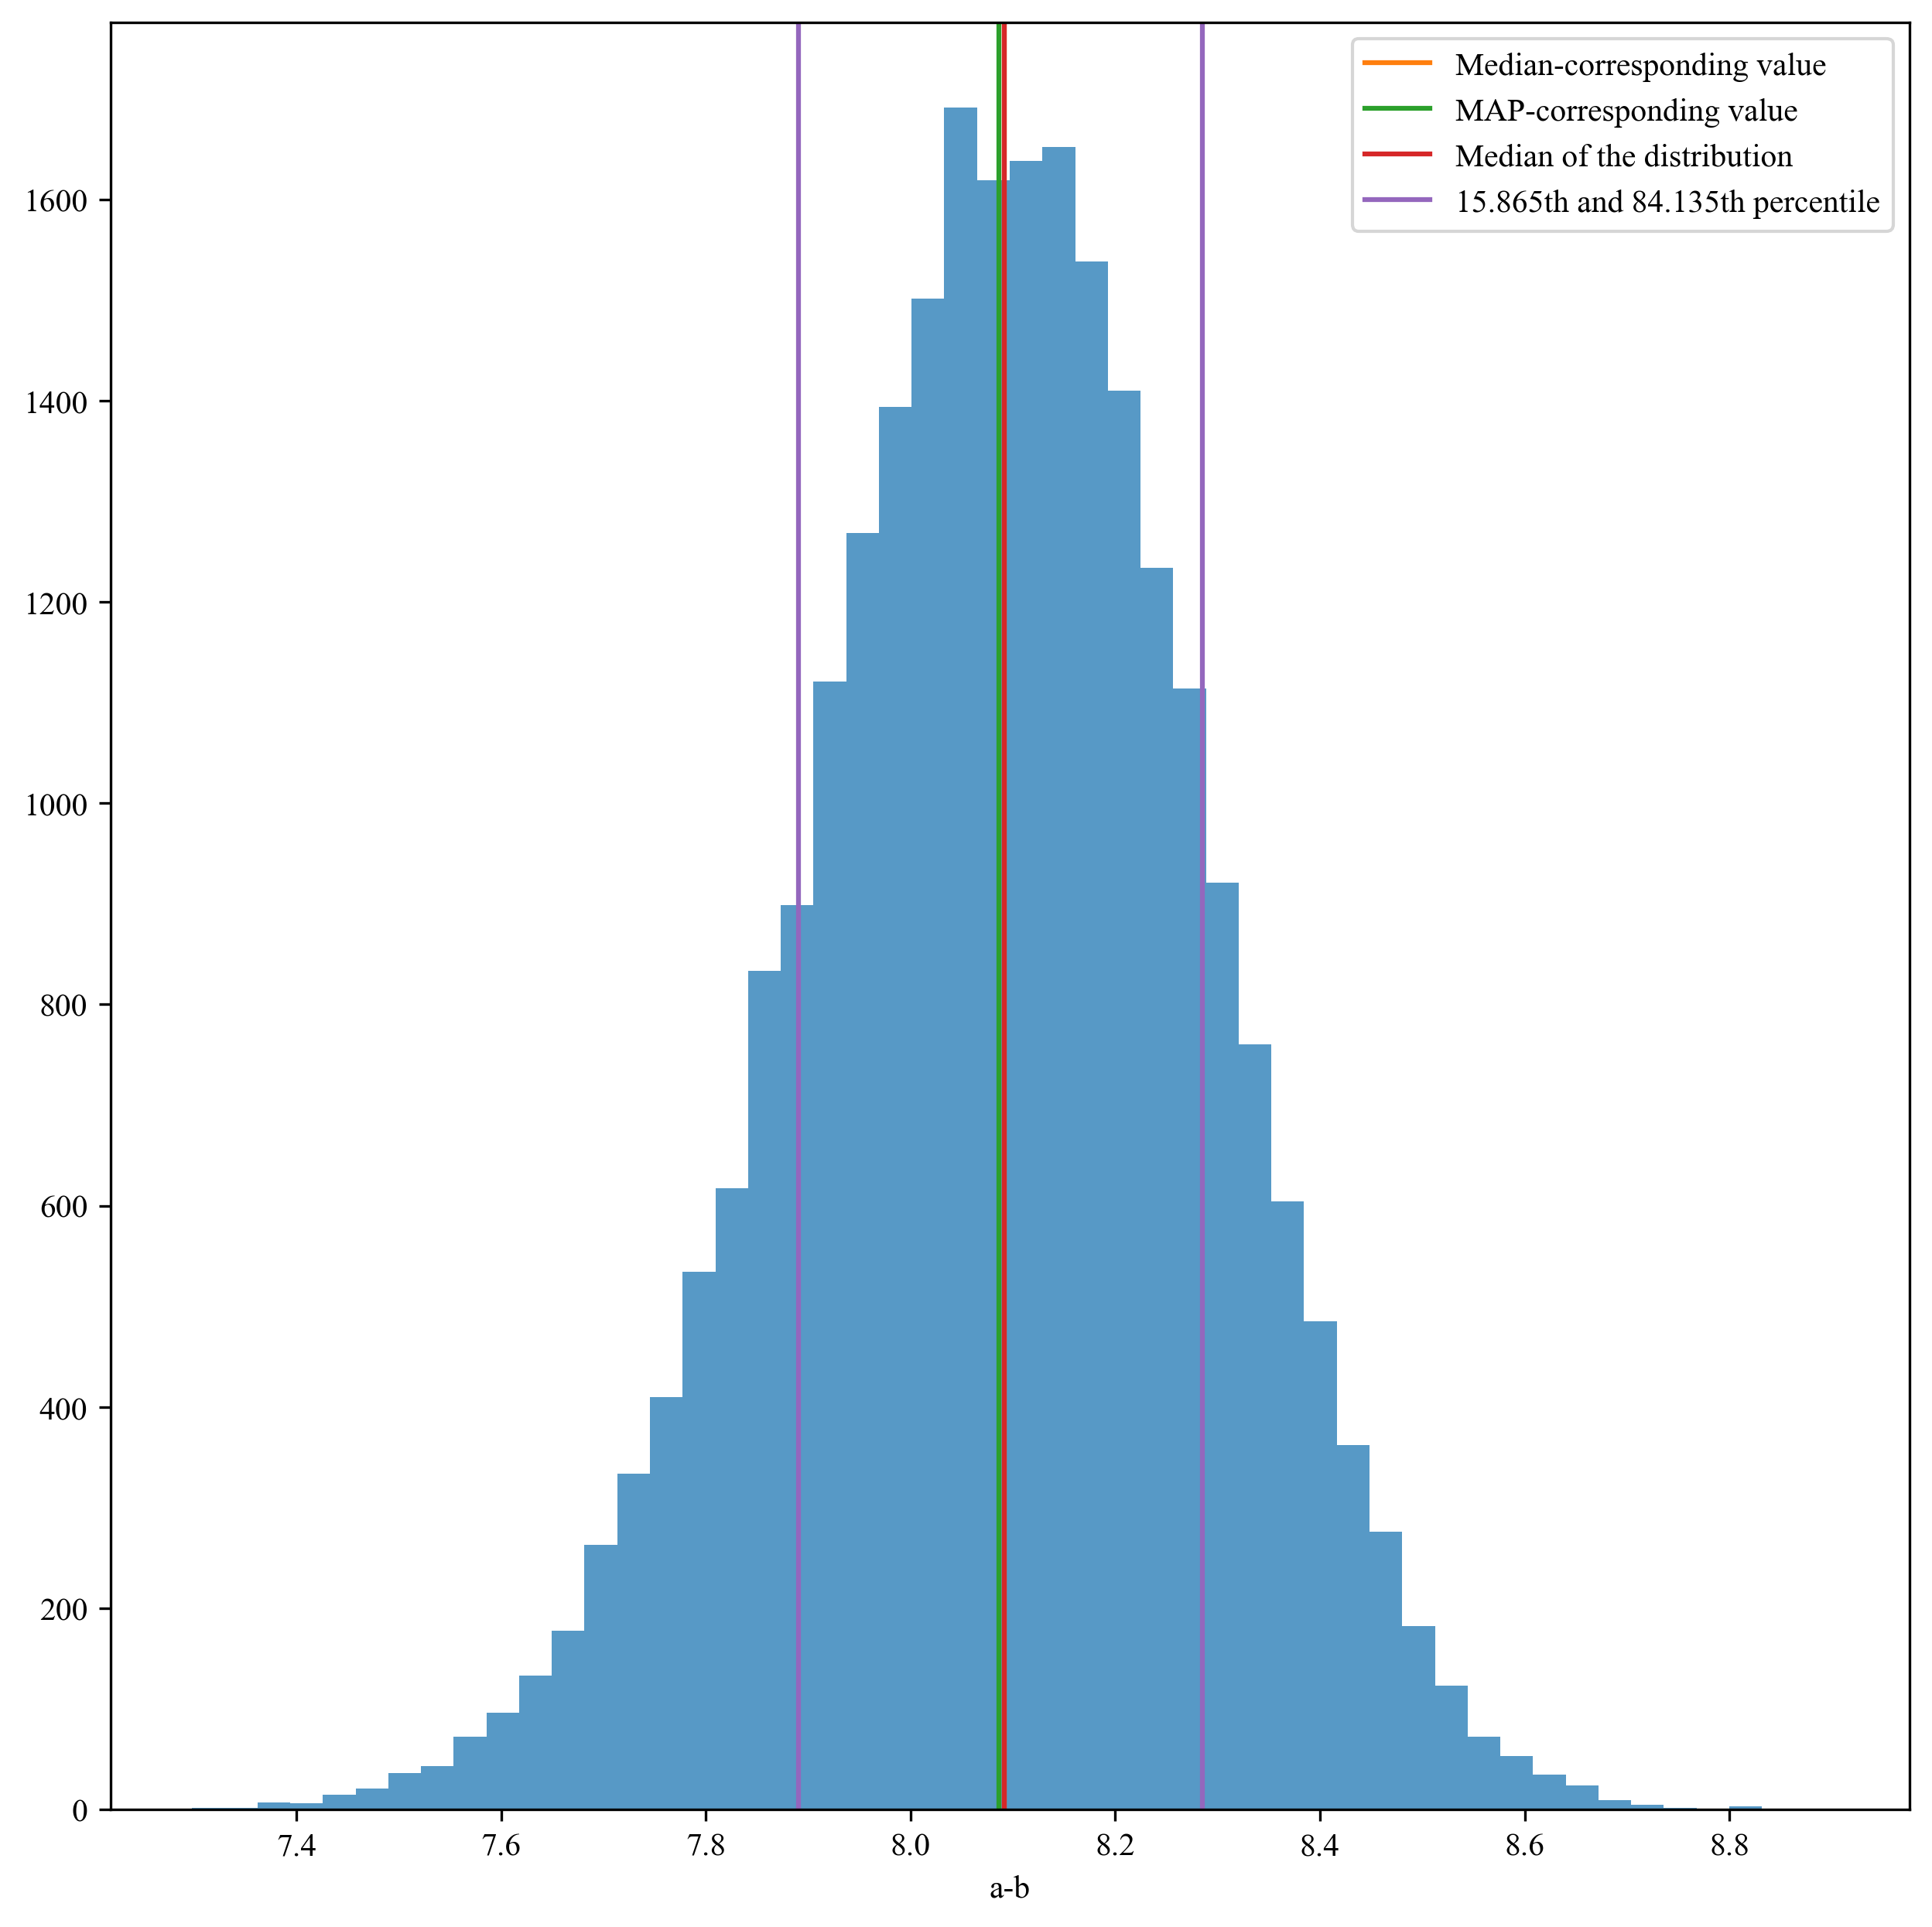 Median-corresponding value
MAP-corresponding value
Median of the distribution
15.865th and 84.135th percentile
1600
1400
1200
1000
800
600
400
200
0
7.4 7.6 7.8 8.0 8.2 8.4 8.6 8.8
a-b